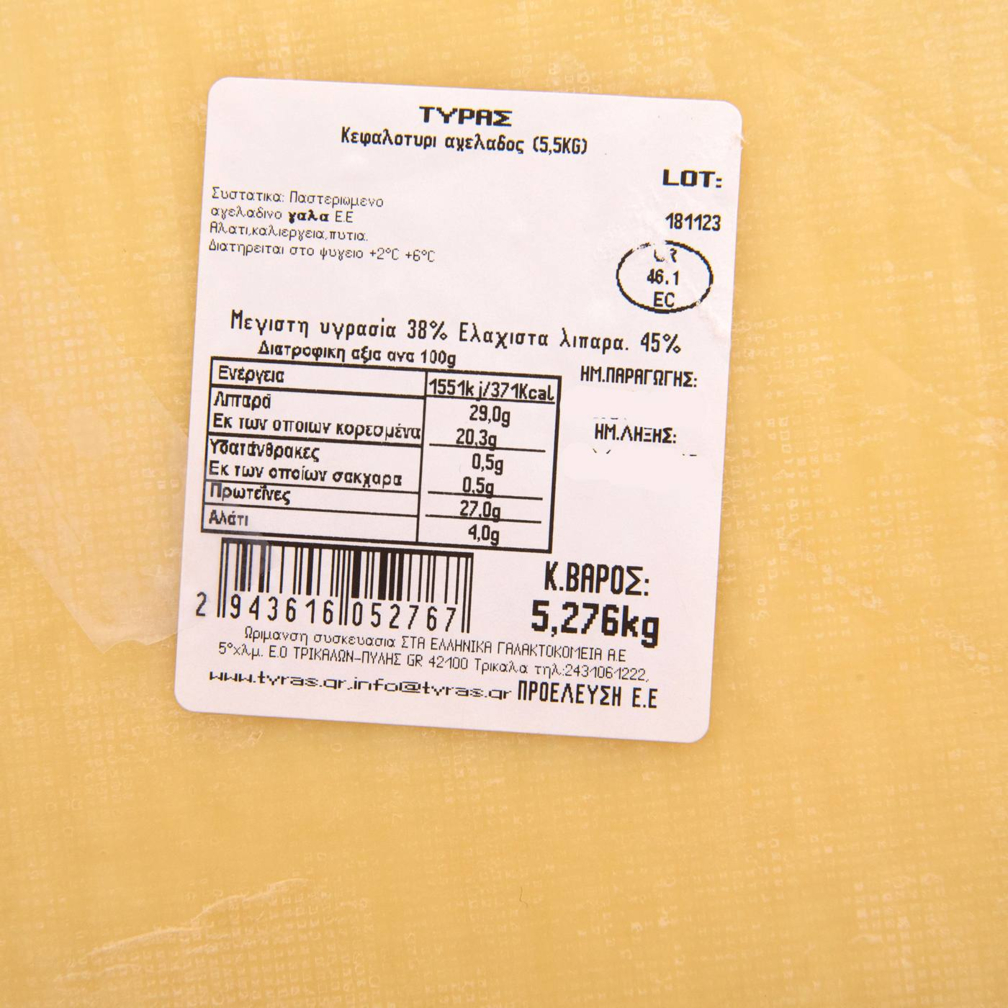 ΤΥΡΑΣ
Κεφαλοτυρι αγελαδος (5,5KG)
LOT:
181123
Συστατικα: Παστεριωμενο
αγελαδινο γαλα Ε.Ε
Αλατι,καλιεργεια,πυτια.
Διατηρειται στο ψυγειο +2°C +6°C
46.1
EC
Μεγιστη υγρασία 38% Ελαχιστα λιπαρα. 45%
Διατροφικη αξια ανα 100g
Ενέργεια 1551kj/371Kcal
Λιπαρά 29,0g
Εκ των οποιων κορεσμένα 20,3g
Υδατάνθρακες 0,5g
Εκ των οποίων σακχαρα 0,5g
Πρωτεΐνες 27,0g
Αλάτι 4,0g
ΗΜ.ΠΑΡΑΓΩΓΗΣ:
ΗΜ.ΛΗΞΗΣ:
Κ.ΒΑΡΟΣ:
5,276kg
2 943616 052767
Ωριμανση συσκευασια ΣΤΑ ΕΛΛΗΝΙΚΑ ΓΑΛΑΚΤΟΚΟΜΕΙΑ Α.Ε
5°χλμ. Ε.Ο ΤΡΙΚΑΛΩΝ-ΠΥΛΗΣ GR 42100 Τρικαλα τηλ:2431061222,
www.tyras.gr,info@tyras.gr ΠΡΟΕΛΕΥΣΗ Ε.Ε